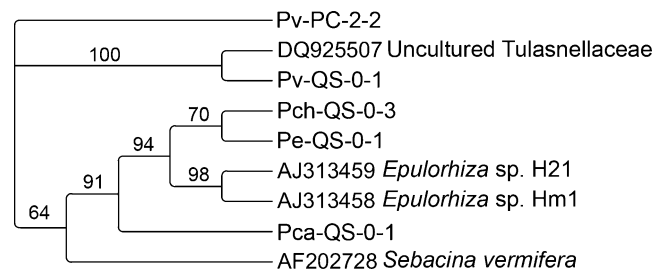 Pv-PC-2-2
DQ925507 Uncultured Tulasnellaceae
100
Pv-QS-0-1
Pch-QS-0-3
70
Pe-QS-0-1
94
AJ313459 Epulorhiza sp. H21
98
AJ313458 Epulorhiza sp. Hm1
91
Pca-QS-0-1
64
AF202728 Sebacina vermifera